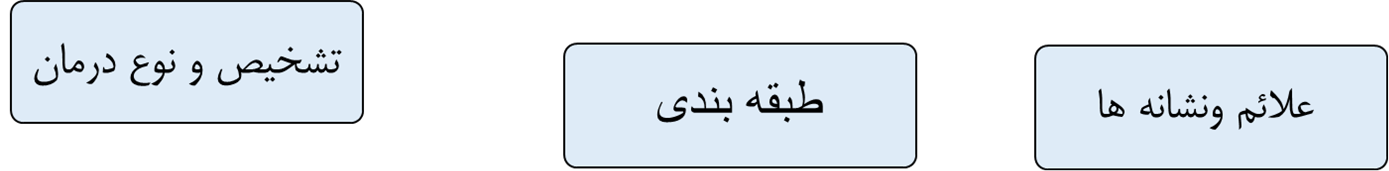 علائم ونشانه ها
طبقه بندی
تشخیص و نوع درمان